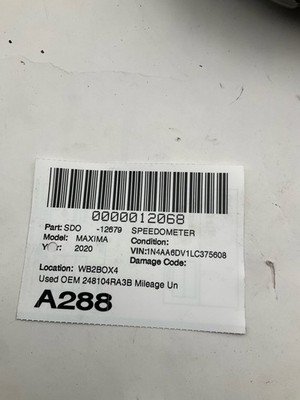 0000012068
Part: SDO -12679 SPEEDOMETER
Model: MAXIMA Condition:
Year: 2020 VIN:1N4AA6DV1LC375608
Damage Code:
Location: WB2BOX4
Used OEM 248104RA3B Mileage Un
A288